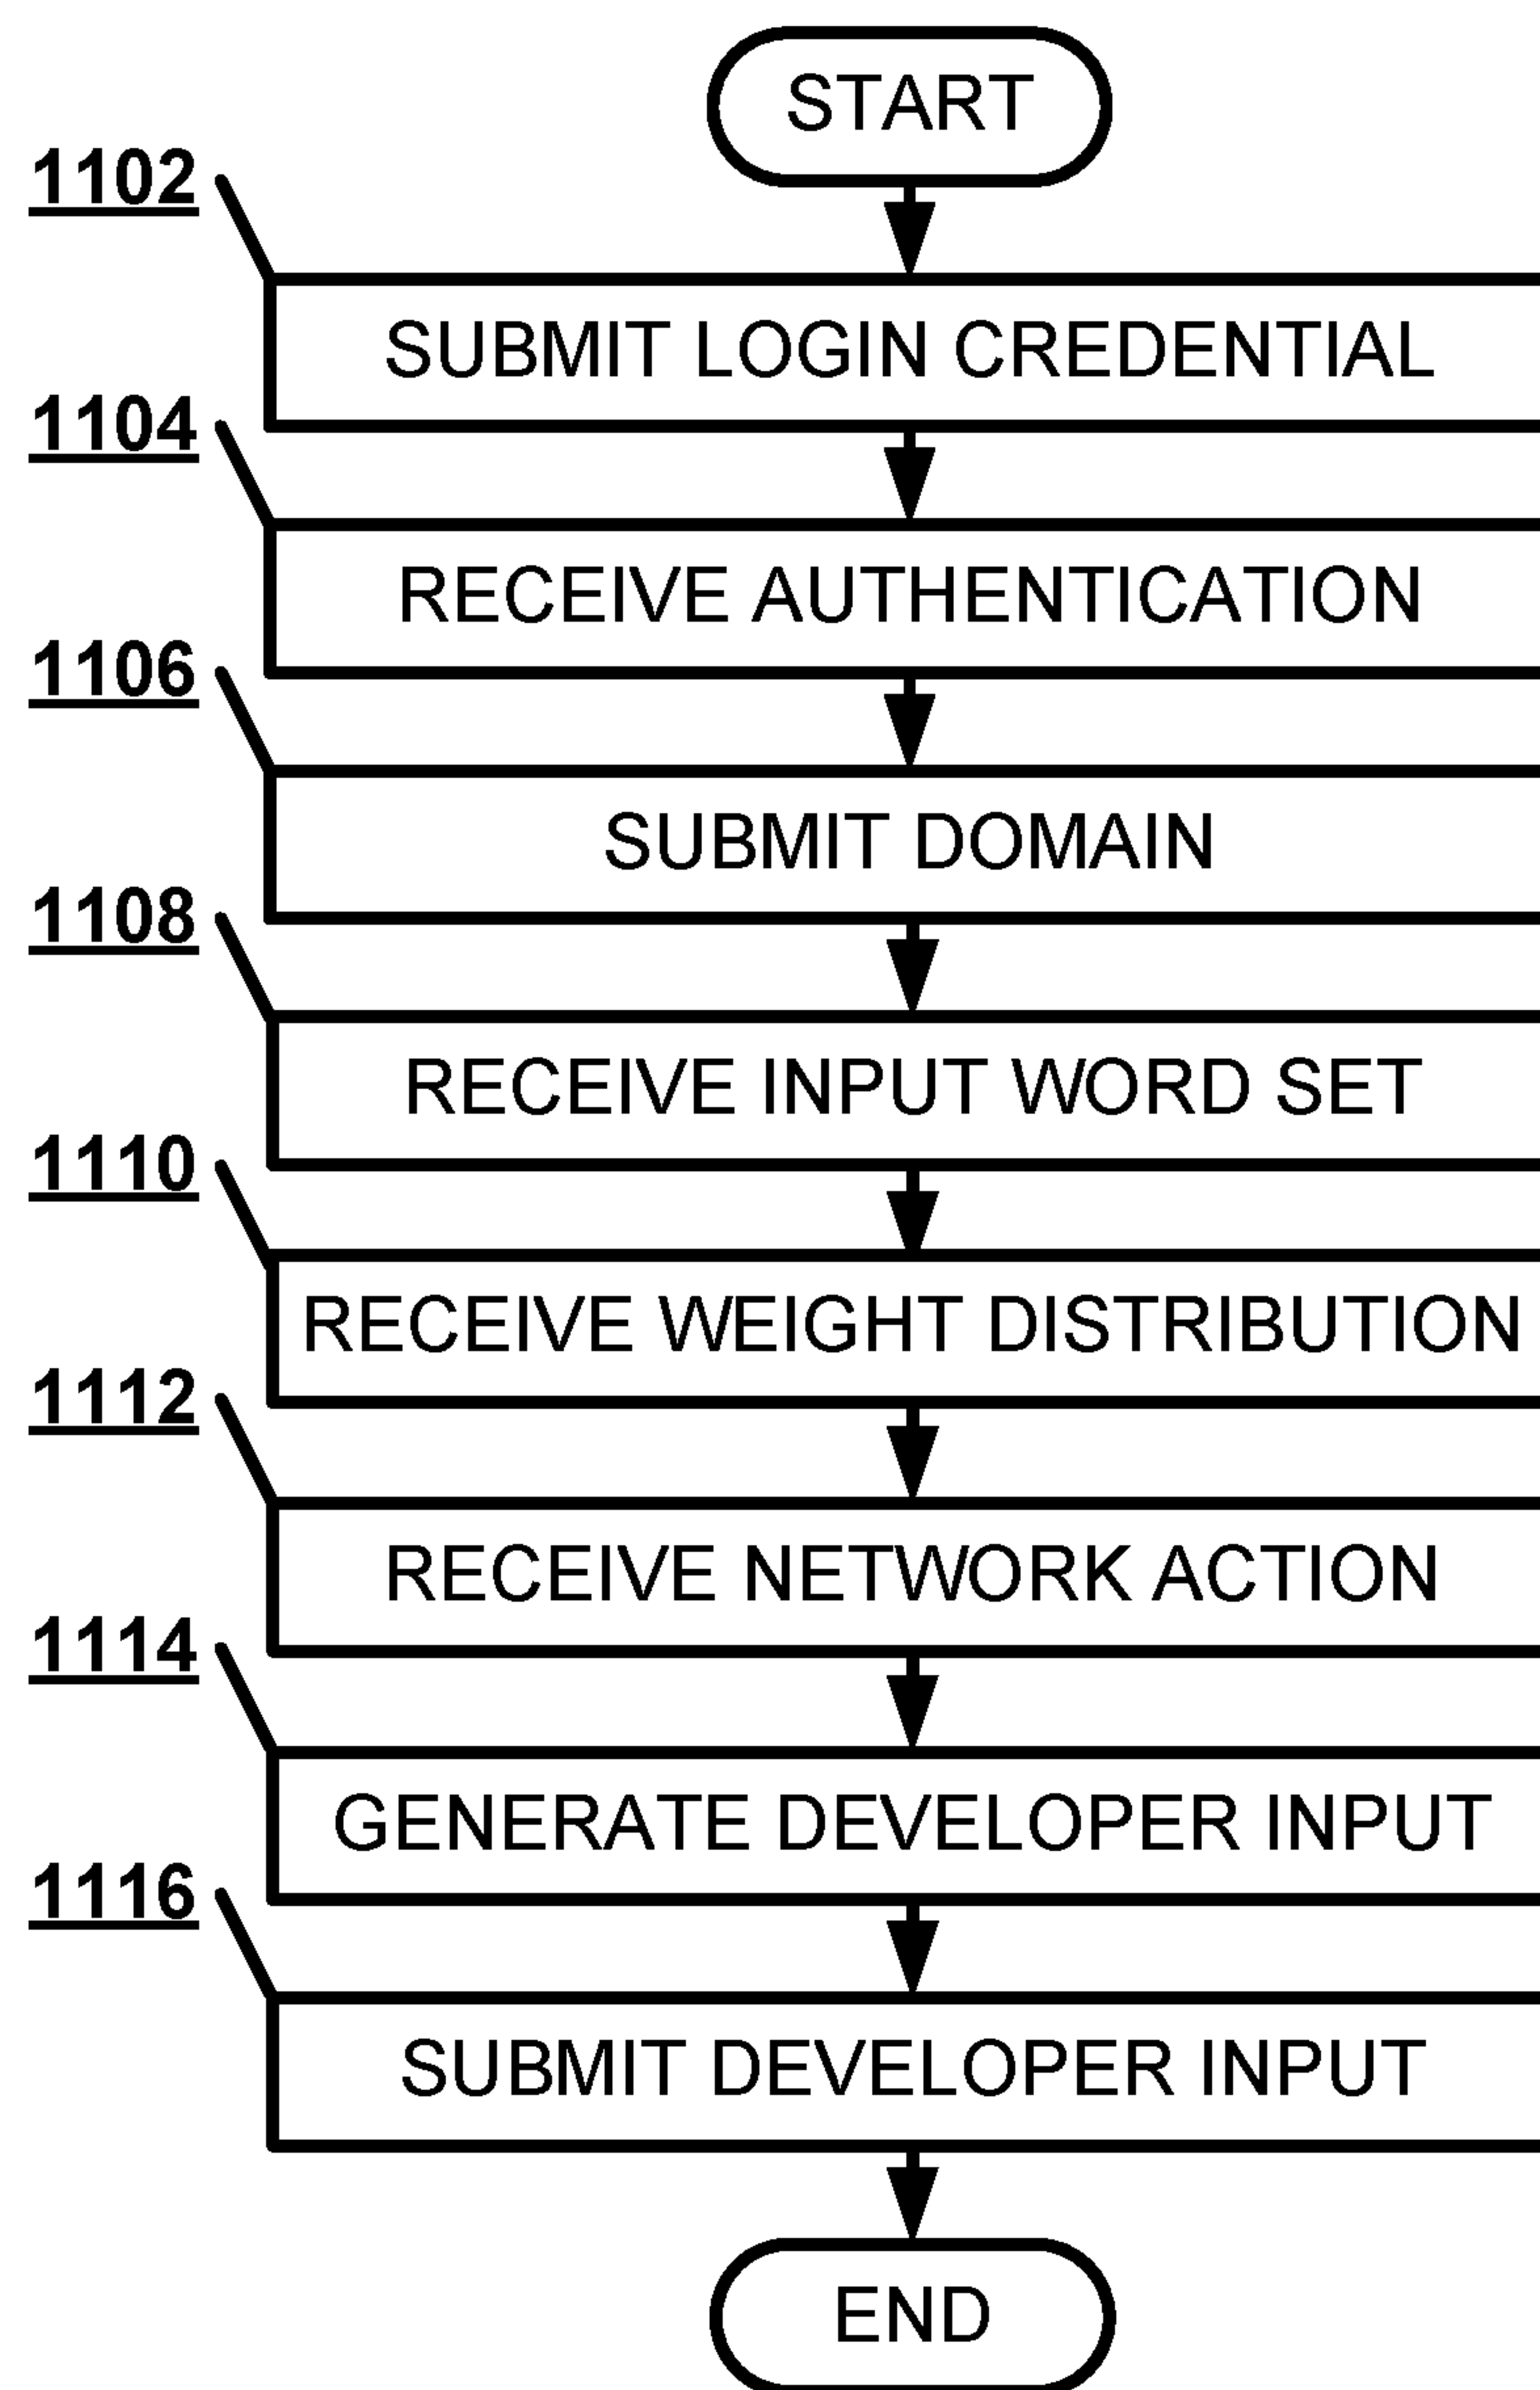 START
1102
SUBMIT LOGIN CREDENTIAL
1104
RECEIVE AUTHENTICATION
1106
SUBMIT DOMAIN
1108
RECEIVE INPUT WORD SET
1110
RECEIVE WEIGHT DISTRIBUTION
1112
RECEIVE NETWORK ACTION
1114
GENERATE DEVELOPER INPUT
1116
SUBMIT DEVELOPER INPUT
END